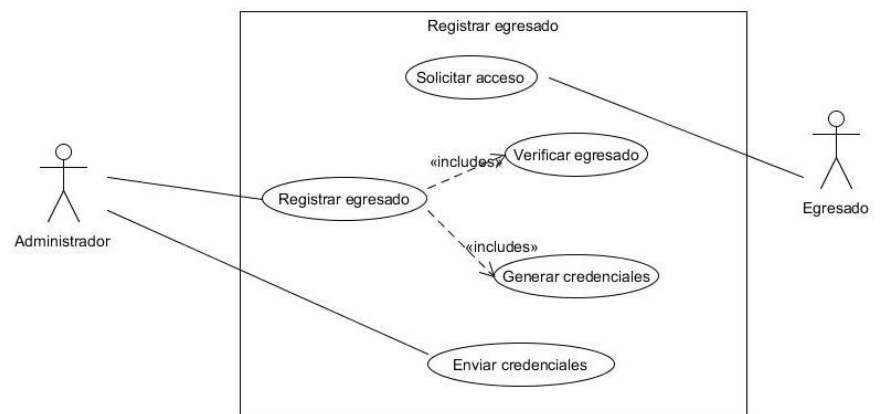 Registrar egresado
Solicitar acceso
«includes»
Verificar egresado
Registrar egresado
Egresado
Administrador
«includes»
Generar credenciales
Enviar credenciales